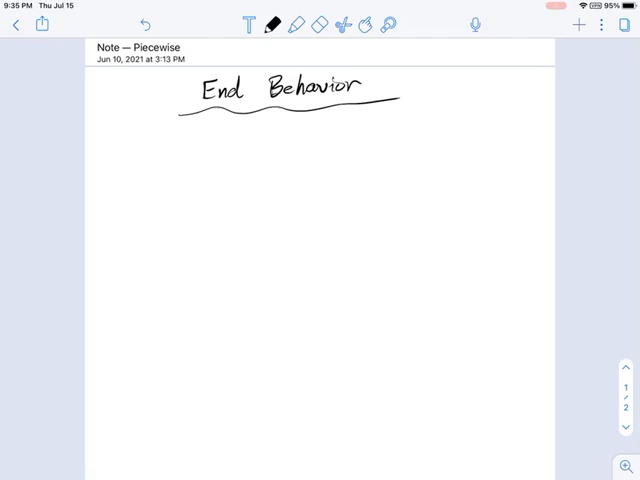 9:35 PM Thu Jul 15
VPN 95%
T
Note — Piecewise
Jun 10, 2021 at 3:13 PM
End Behavior
1
/
2